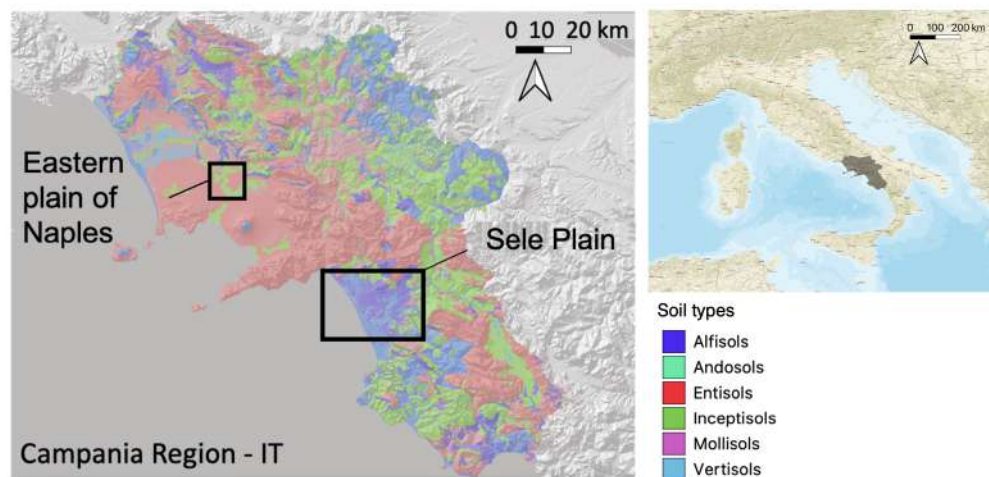 0 10 20 km
Eastern
plain of
Naples
Sele Plain
Campania Region - IT
0 100 200 km
Soil types
Alfisols
Andosols
Entisols
Inceptisols
Mollisols
Vertisols